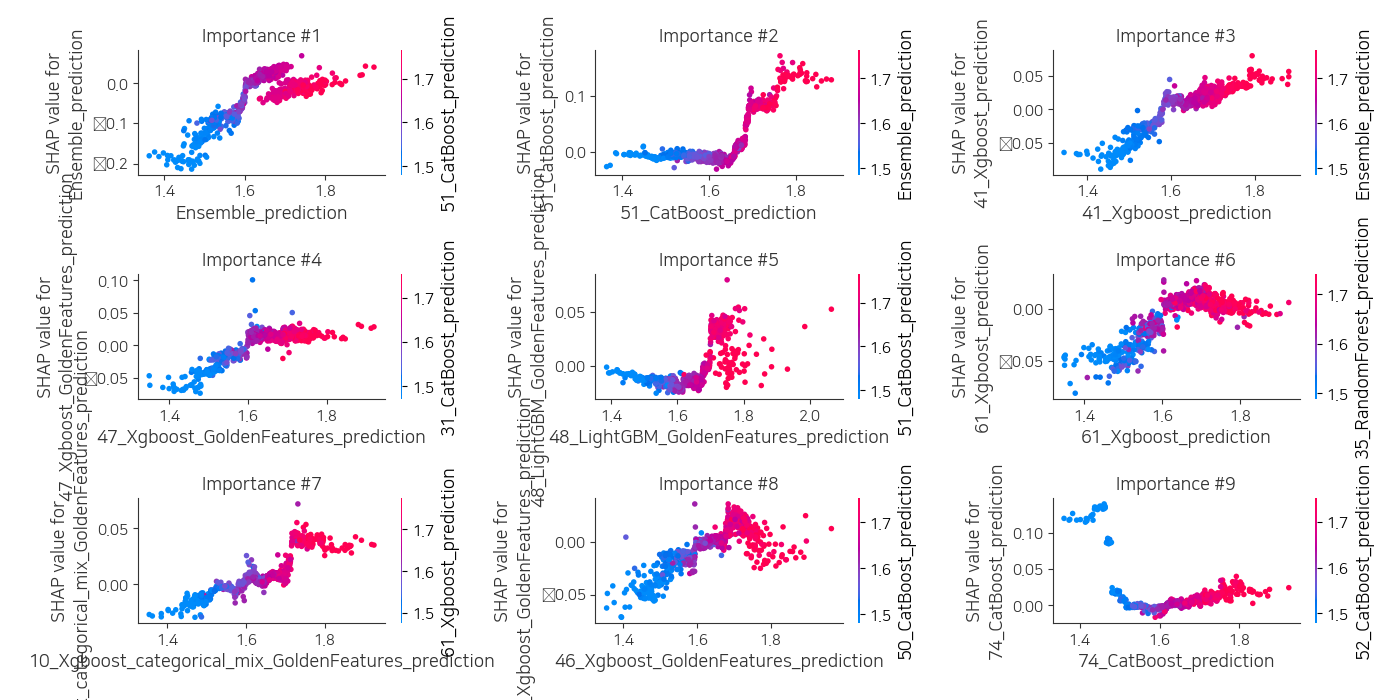 Importance #1
SHAP value for
Ensemble_prediction
0.0
0.1
0.2
1.4
1.6
1.8
Ensemble_prediction
1.7
1.6
1.5
51_CatBoost_prediction
Importance #2
SHAP value for
51_CatBoost_prediction
0.1
0.0
1.4
1.6
1.8
51_CatBoost_prediction
1.7
1.6
1.5
Ensemble_prediction
Importance #3
SHAP value for
41_Xgboost_prediction
0.05
0.00
0.05
1.4
1.6
1.8
41_Xgboost_prediction
1.7
1.6
1.5
Ensemble_prediction
Importance #4
SHAP value for
47_Xgboost_GoldenFeatures_prediction
0.10
0.05
0.00
0.05
1.4
1.6
1.8
47_Xgboost_GoldenFeatures_prediction
1.7
1.6
1.5
31_CatBoost_prediction
Importance #5
SHAP value for
48_LightGBM_GoldenFeatures_prediction
0.05
0.00
1.4
1.6
1.8
2.0
48_LightGBM_GoldenFeatures_prediction
1.7
1.6
1.5
51_CatBoost_prediction
Importance #6
SHAP value for
61_Xgboost_prediction
0.00
0.05
1.4
1.6
1.8
61_Xgboost_prediction
1.7
1.6
1.5
35_RandomForest_prediction
Importance #7
SHAP value for
_categorical_mix_GoldenFeatures_prediction
0.05
0.00
1.4
1.6
1.8
10_Xgboost_categorical_mix_GoldenFeatures_prediction
1.7
1.6
1.5
61_Xgboost_prediction
Importance #8
SHAP value for
_Xgboost_GoldenFeatures_prediction
0.00
0.05
1.4
1.6
1.8
46_Xgboost_GoldenFeatures_prediction
1.7
1.6
1.5
50_CatBoost_prediction
Importance #9
SHAP value for
74_CatBoost_prediction
0.10
0.05
0.00
1.4
1.6
1.8
74_CatBoost_prediction
1.7
1.6
1.5
52_CatBoost_prediction